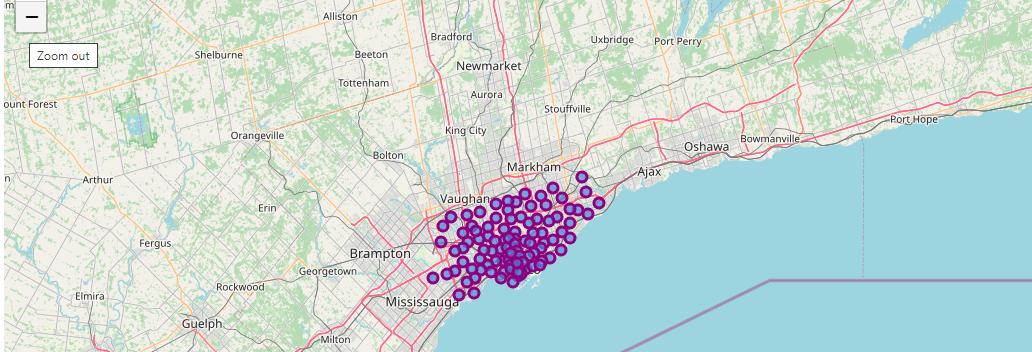 Alliston
Bradford
Uxbridge
Port Perry
Zoom out
Shelburne
Beeton
Newmarket
Tottenham
Aurora
ount Forest
Stouffville
King City
Port Hope
Orangeville
Bowmanville
Oshawa
Bolton
Markham
Ajax
Arthur
Vaughan
Erin
Fergus
Brampton
Georgetown
Rockwood
Elmira
Mississauga
Guelph
Milton